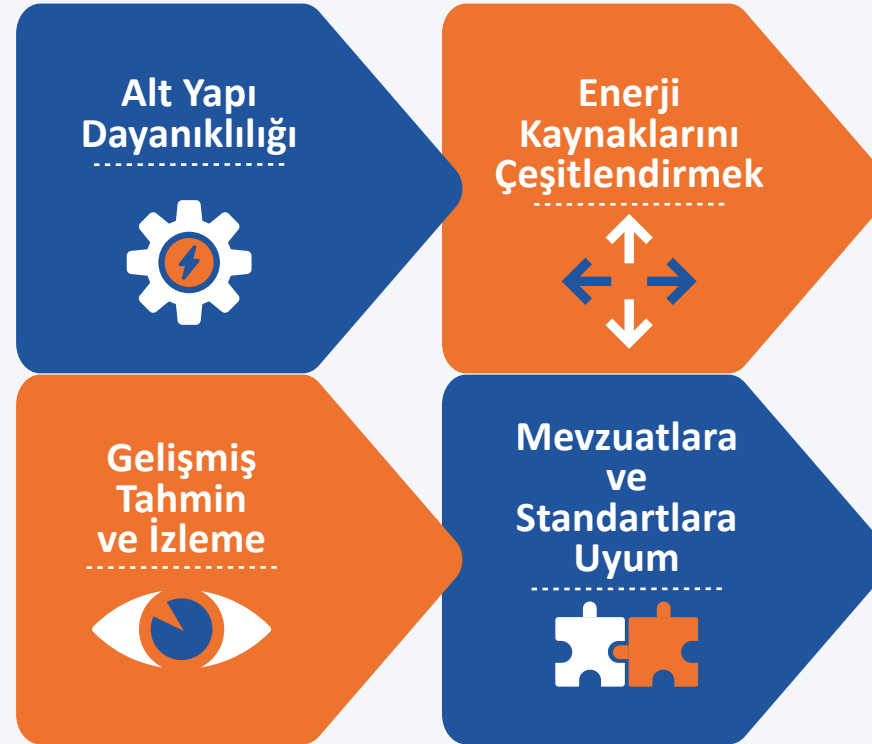 Alt Yapı
Dayanıklılığı
Enerji
Kaynaklarını
Çeşitlendirmek
Gelişmiş
Tahmin
ve İzleme
Mevzuatlara
ve
Standartlara
Uyum